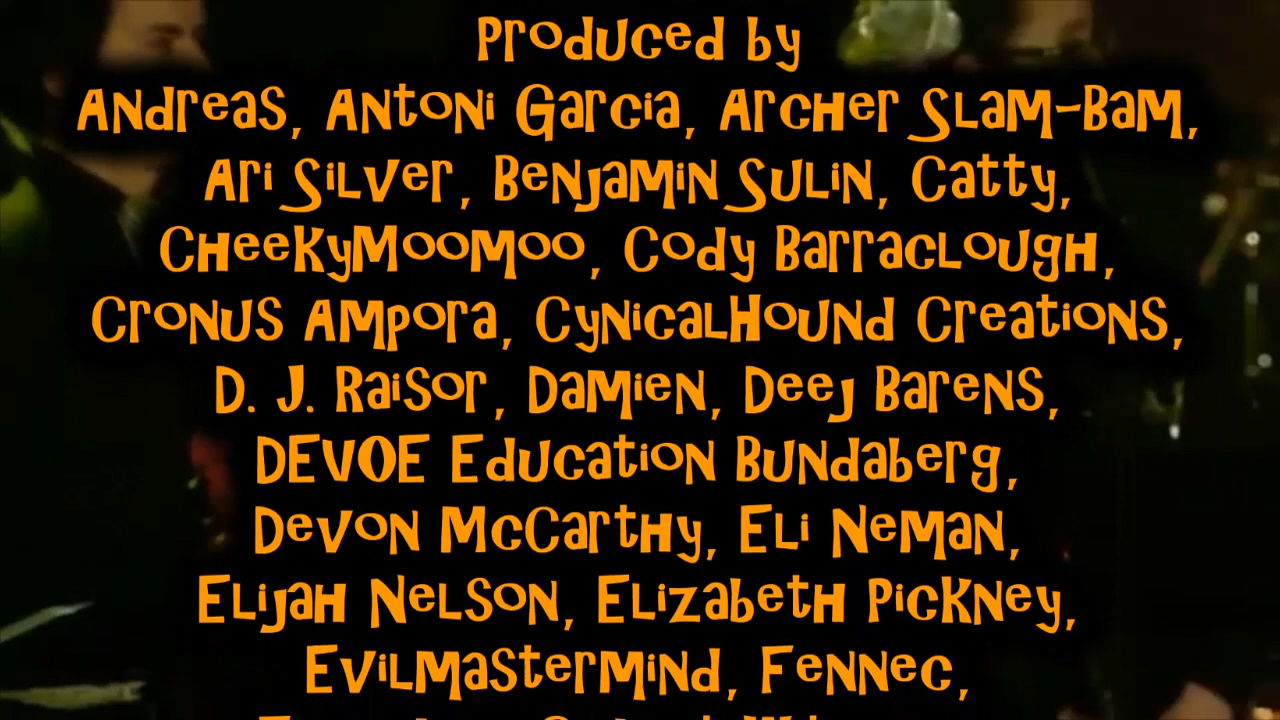 Produced by
Andreas, Antoni Garcia, Archer Slam-Bam,
Ari Silver, Benjamin Sulin, Catty,
CheekyMooMoo, Cody Barraclough,
Cronus Ampora, CynicalHound Creations,
D. J. Raisor, Damien, Deej Barens,
DEVOE Education Bundaberg,
Devon McCarthy, Eli Neman,
Elijah Nelson, Elizabeth Pickney,
Evilmastermind, Fennec,